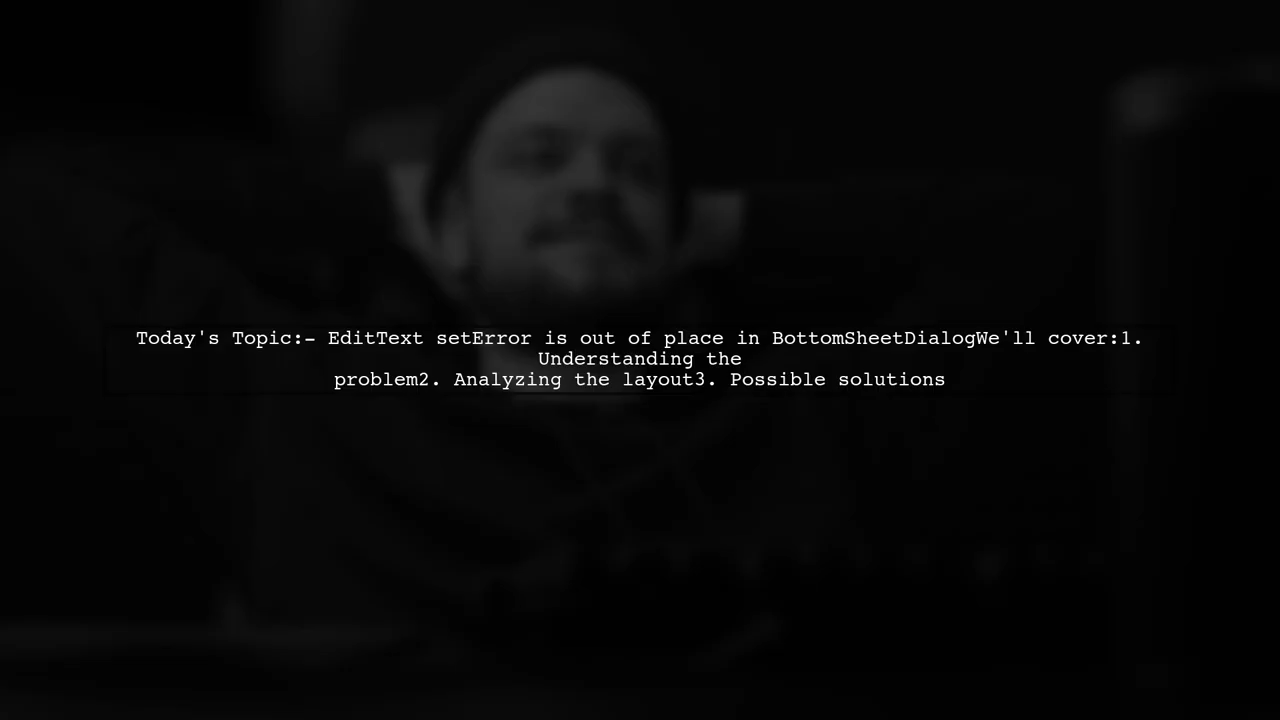 Today's Topic:- EditText setError is out of place in BottomSheetDialogWe'll cover:1.
Understanding the
problem2. Analyzing the layout3. Possible solutions